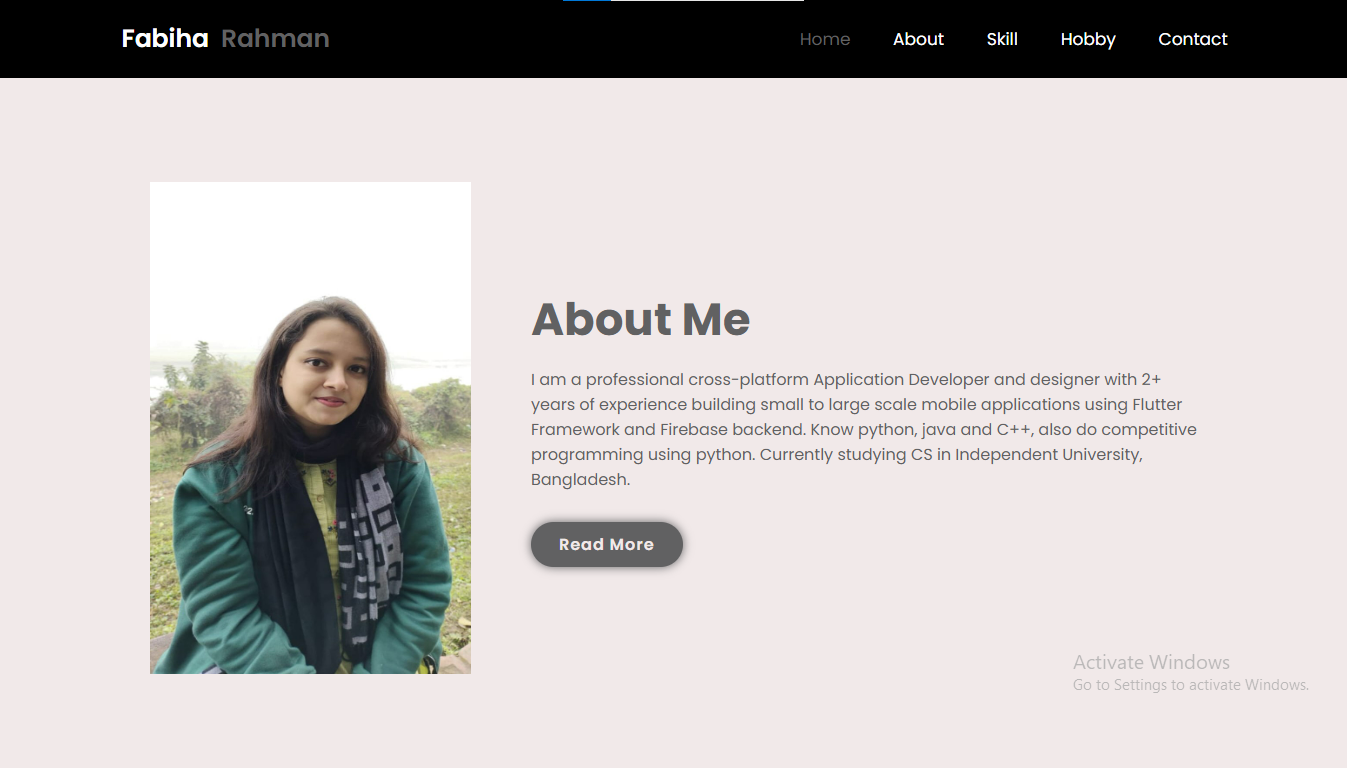 Fabiha Rahman
Home About Skill Hobby Contact
About Me
I am a professional cross-platform Application Developer and designer with 2+
years of experience building small to large scale mobile applications using Flutter
Framework and Firebase backend. Know python, java and C++, also do competitive
programming using python. Currently studying CS in Independent University,
Bangladesh.
Read More
Activate Windows
Go to Settings to activate Windows.